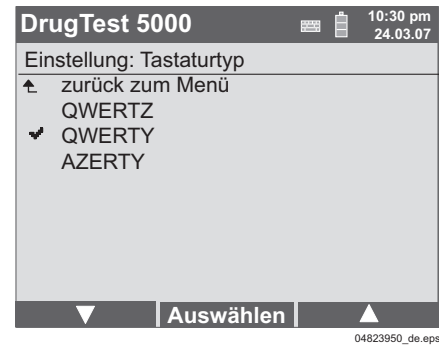 DrugTest 5000
10:30 pm
24.03.07
Einstellung: Tastaturtyp
zurück zum Menü
QWERTZ
QWERTY
AZERTY
Auswählen
04823950_de.eps